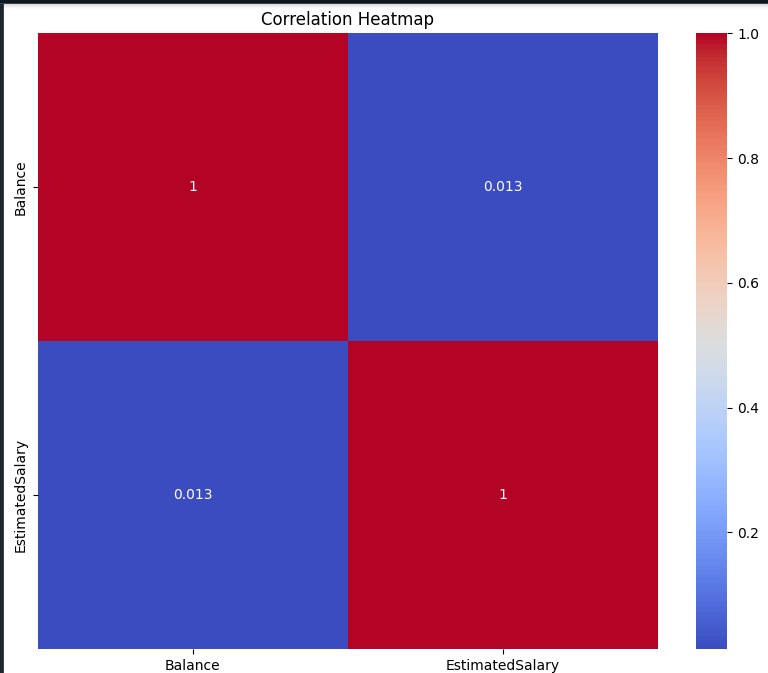 Correlation Heatmap
Balance
1
0.013
EstimatedSalary
0.013
1
Balance
EstimatedSalary
1.0
0.8
0.6
0.4
0.2